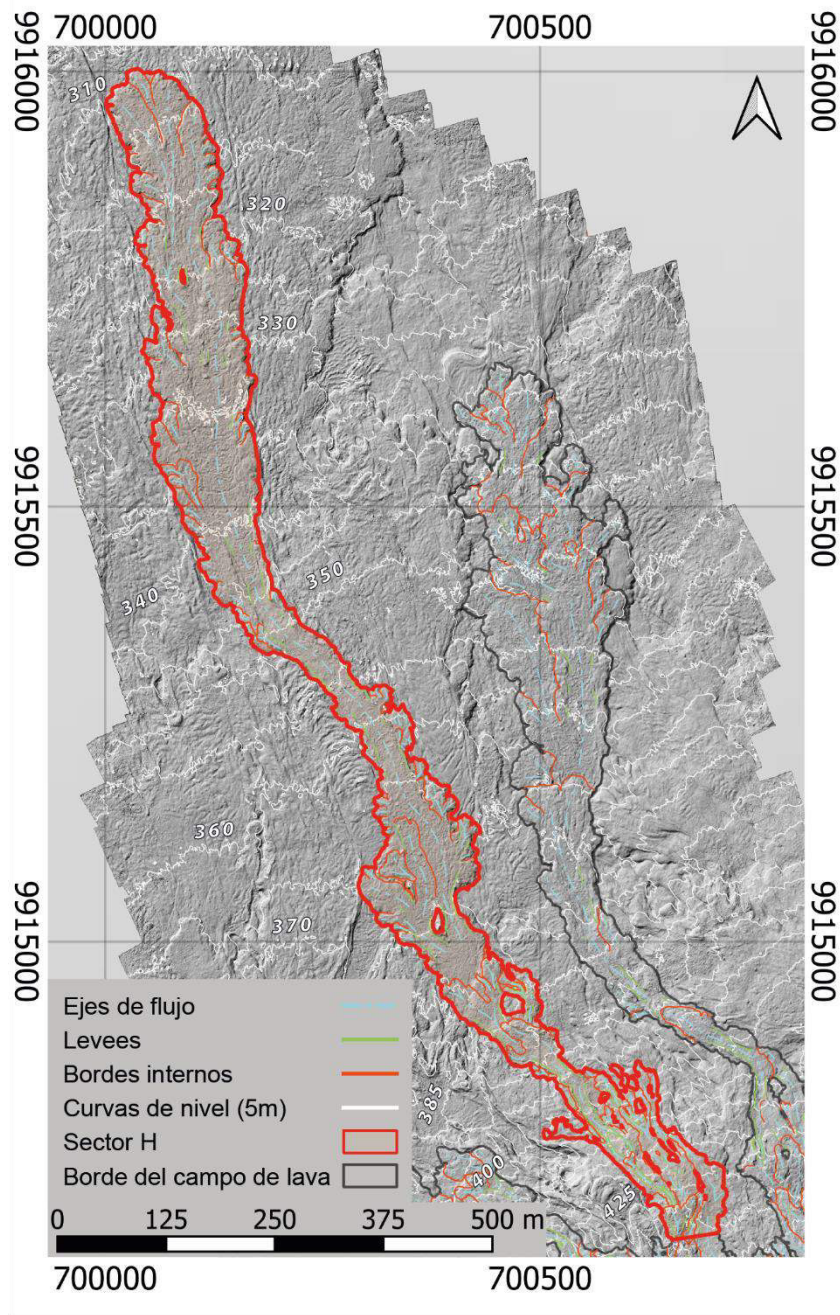 700000 700500
9916000 9916000
310
320
330
9915500 9915500
350
340
360
370
9915000 9915000
Ejes de flujo
Levees
Bordes internos
Curvas de nivel (5m)
Sector H
Borde del campo de lava
385
400
425
0 125 250 375 500 m
700000 700500